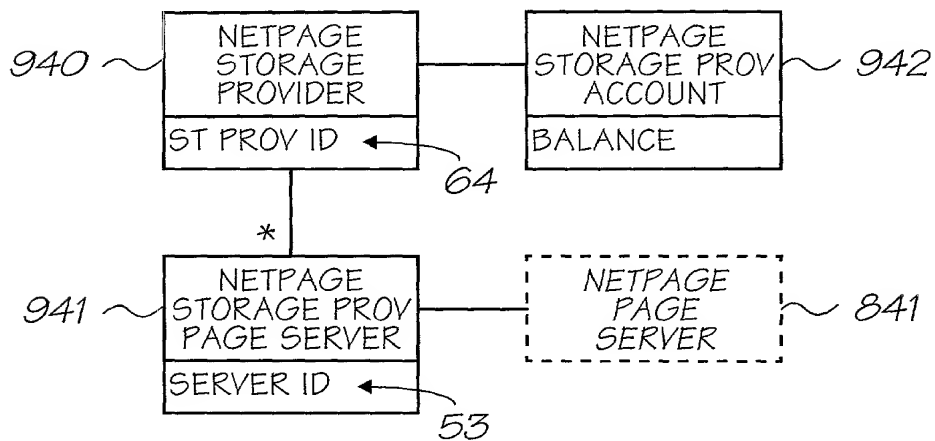 940
NETPAGE
STORAGE
PROVIDER
ST PROV ID
64
NETPAGE
STORAGE PROV
ACCOUNT
BALANCE
942
*
941
NETPAGE
STORAGE PROV
PAGE SERVER
SERVER ID
53
NETPAGE
PAGE
SERVER
841